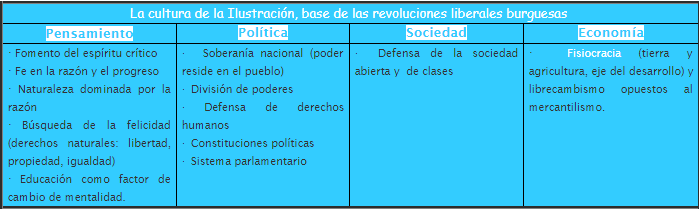 La cultura de la Ilustración, base de las revoluciones liberales burguesas
Pensamiento
· Fomento del espíritu crítico
· Fe en la razón y el progreso
· Naturaleza dominada por la
razón
· Búsqueda de la felicidad
(derechos naturales: libertad,
propiedad, igualdad)
· Educación como factor de
cambio de mentalidad.
Política
· Soberanía nacional (poder
reside en el pueblo)
· División de poderes
· Defensa de derechos
humanos
· Constituciones políticas
· Sistema parlamentario
Sociedad
· Defensa de la sociedad
abierta y de clases
Economía
· Fisiocracia (tierra y
agricultura, eje del desarrollo) y
librecambismo opuestos al
mercantilismo.